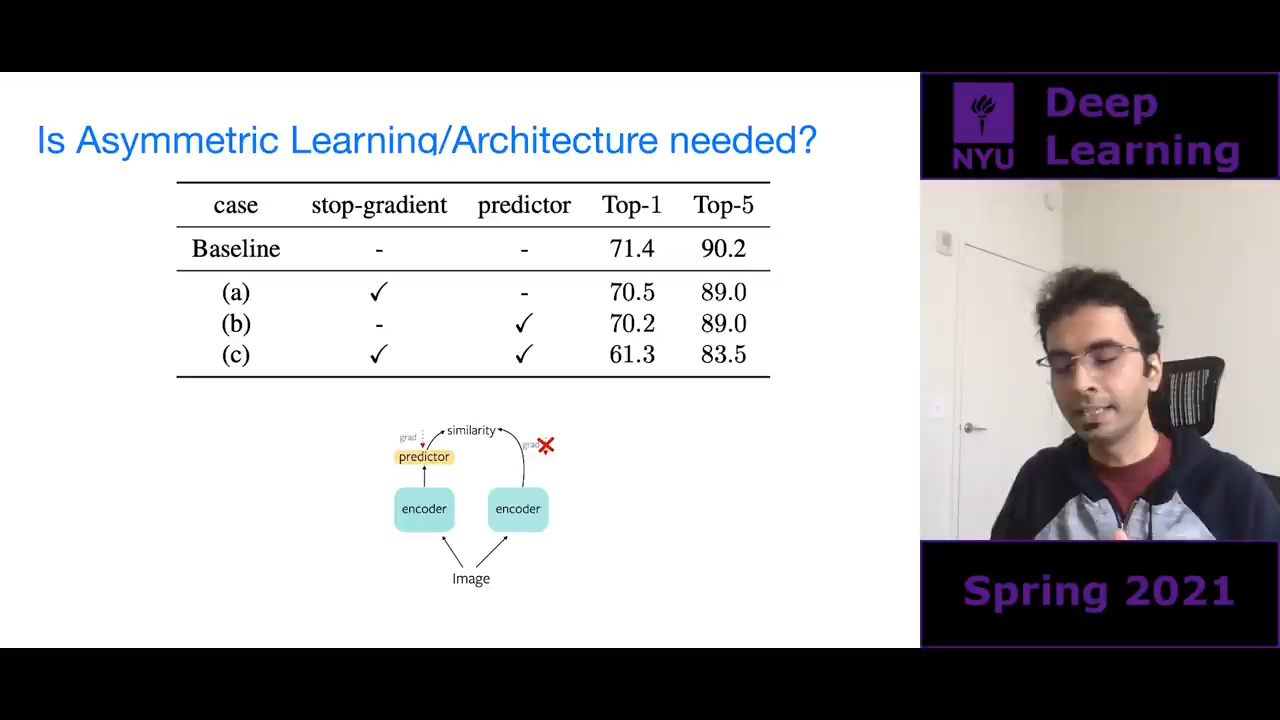 Is Asymmetric Learning/Architecture needed?
case stop-gradient predictor Top-1 Top-5
Baseline - - 71.4 90.2
(a) ✓ - 70.5 89.0
(b) - ✓ 70.2 89.0
(c) ✓ ✓ 61.3 83.5
grad
similarity
grad
predictor
encoder
encoder
Image
NYU
Deep
Learning
Spring 2021